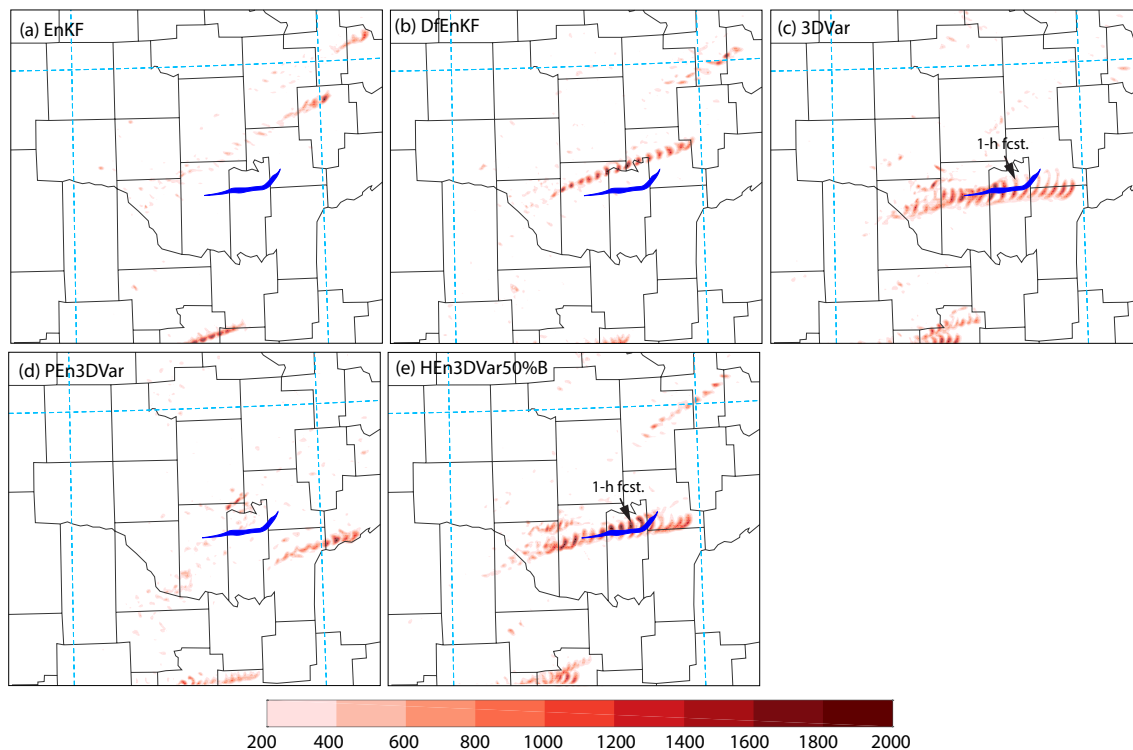 (a) EnKF
(b) DfEnKF
(c) 3DVar
1-h fcst.
(d) PEn3DVar
(e) HEn3DVar50%B
1-h fcst.
200 400 600 800 1000 1200 1400 1600 1800 2000